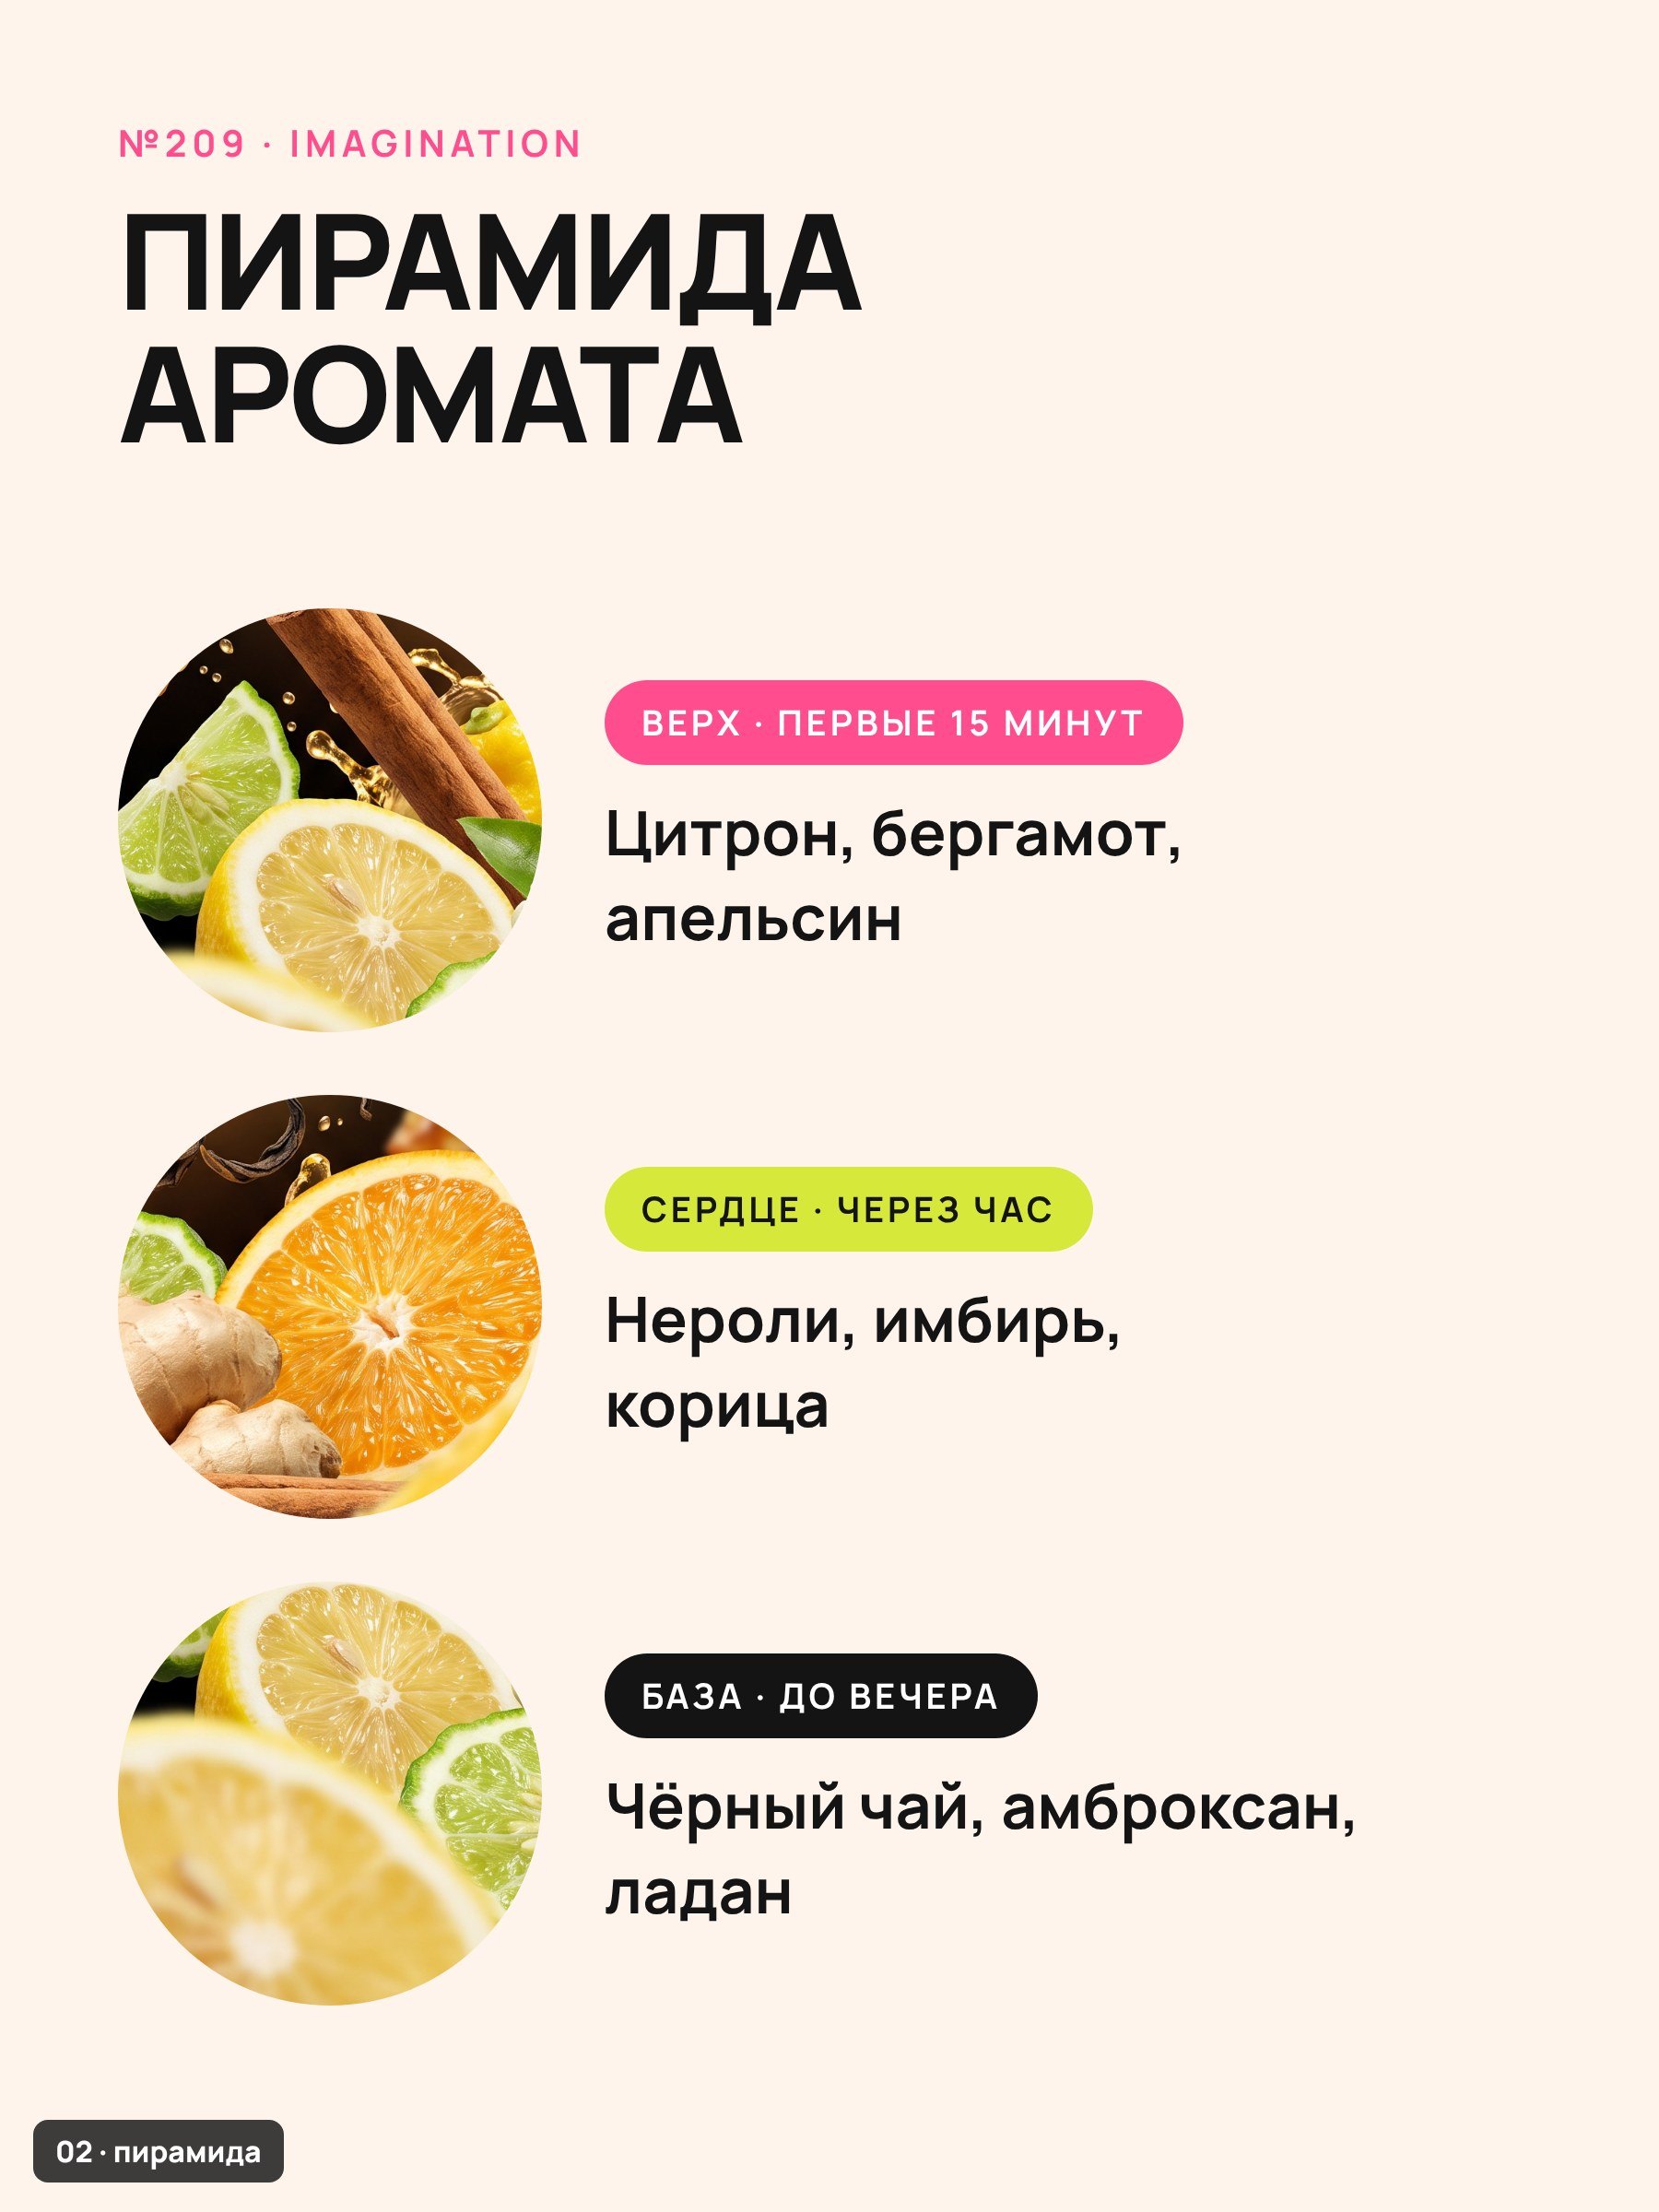 №209 · IMAGINATION
ПИРАМИДА
АРОМАТА
ВЕРХ · ПЕРВЫЕ 15 МИНУТ
Цитрон, бергамот,
апельсин
СЕРДЦЕ · ЧЕРЕЗ ЧАС
Нероли, имбирь,
корица
БАЗА · ДО ВЕЧЕРА
Чёрный чай, амброксан,
ладан
02 · пирамида